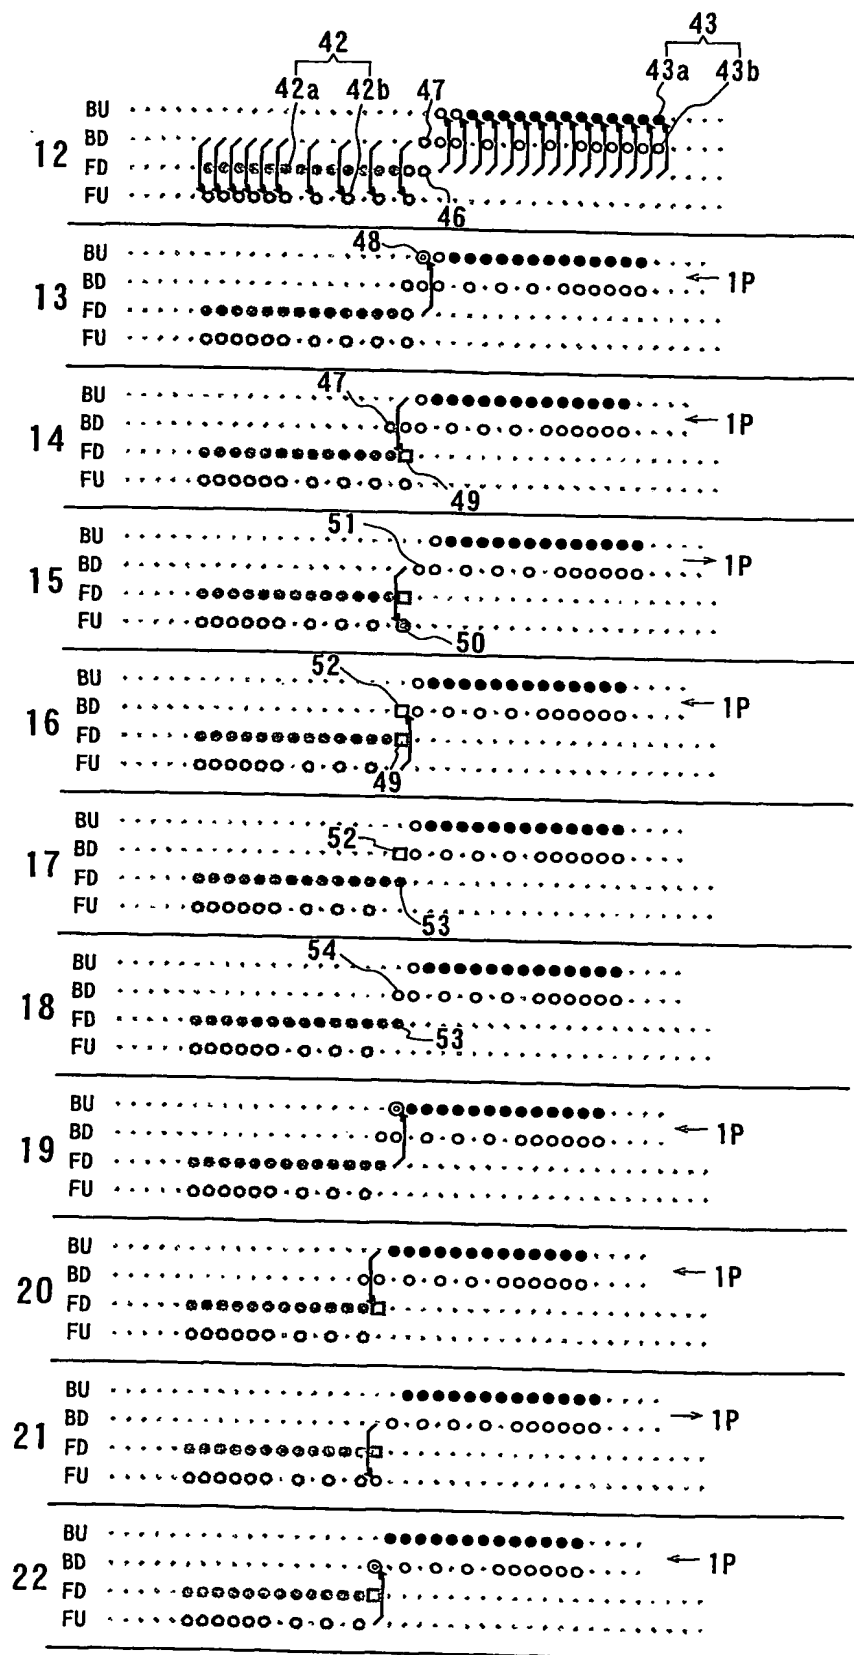 42 43
42a 42b 47 43a 43b
12 BU
BD
FD
FU
46
13 BU 48
BD ← 1P
FD
FU
14 BU 47
BD ← 1P
FD
FU 49
15 BU 51
BD → 1P
FD
FU 50
16 BU 52
BD ← 1P
FD
FU 49
17 BU
BD 52
FD
FU 53
18 BU 54
BD
FD
FU 53
19 BU
BD ← 1P
FD
FU
20 BU
BD ← 1P
FD
FU
21 BU
BD → 1P
FD
FU
22 BU
BD ← 1P
FD
FU